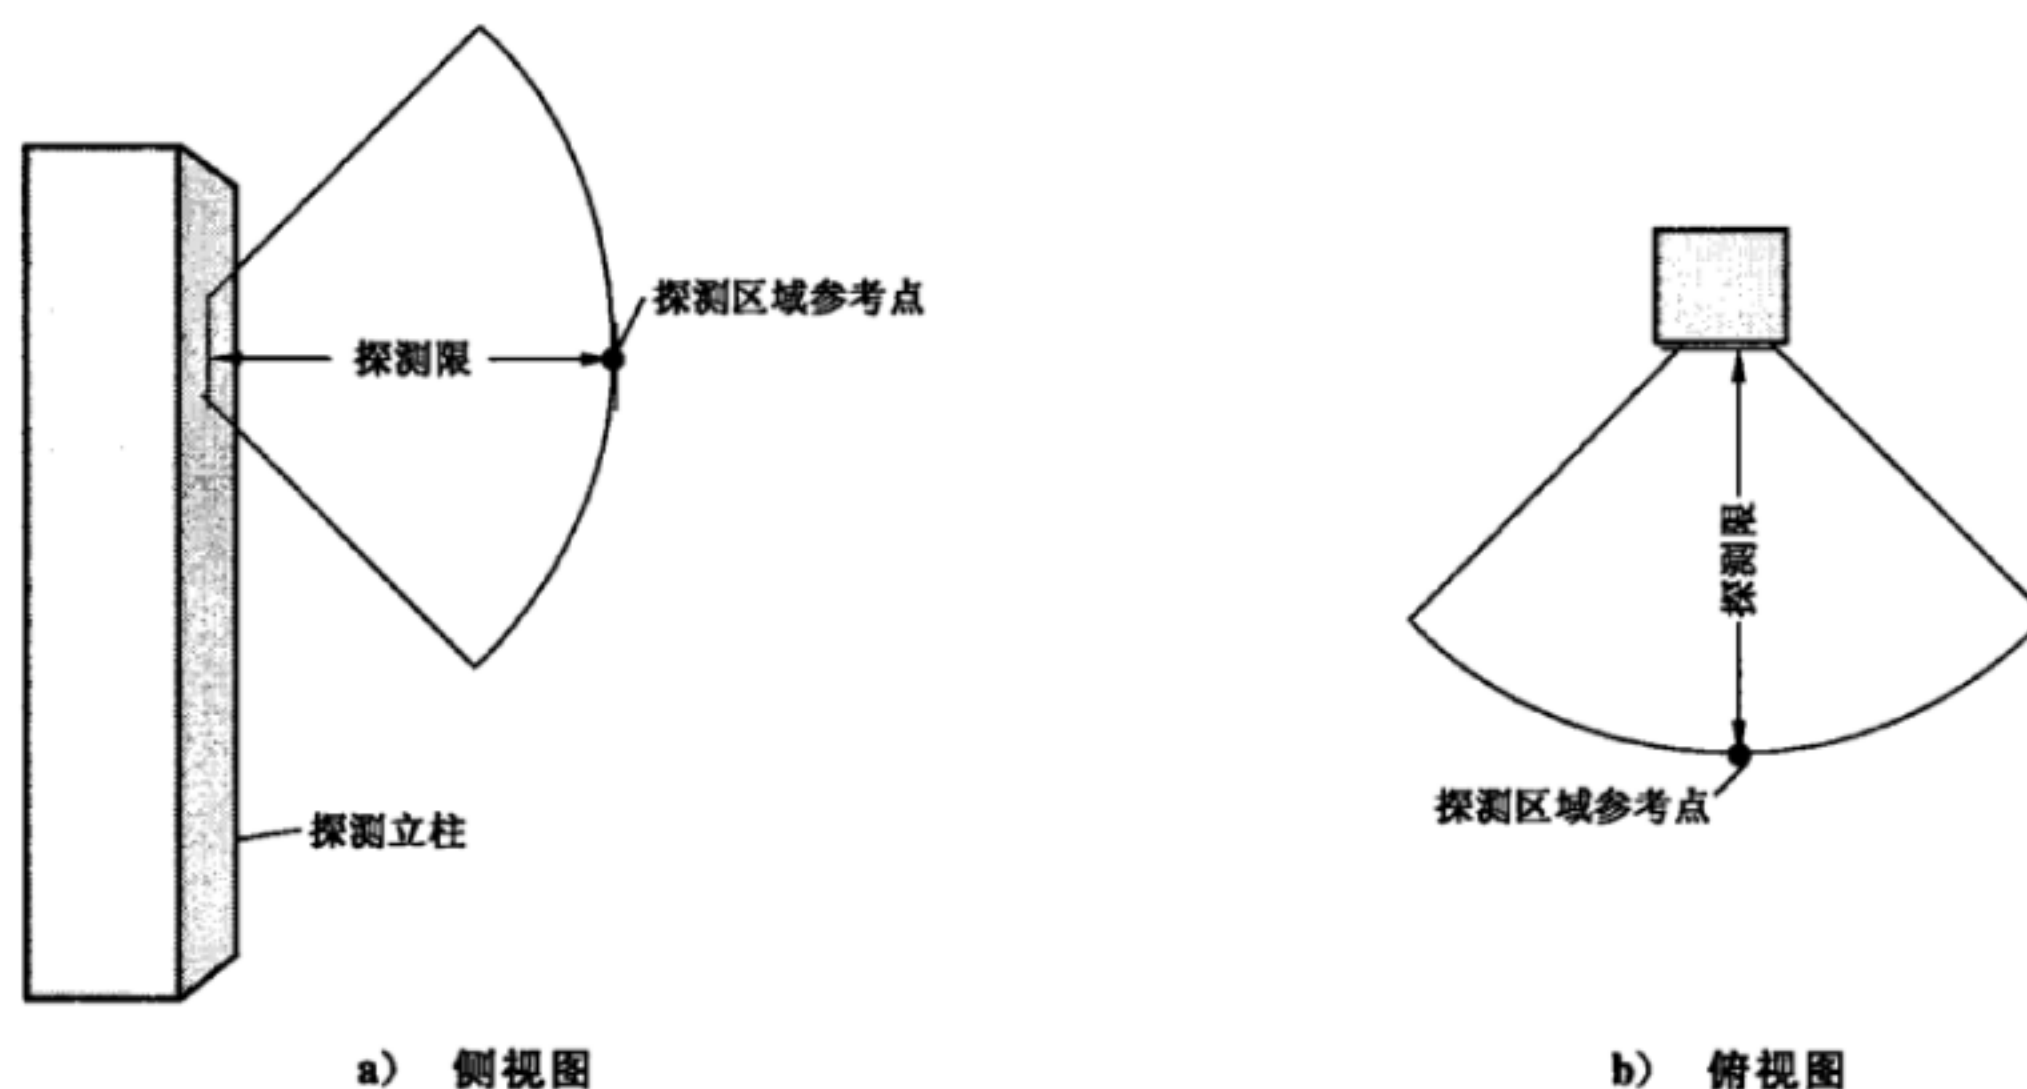 探测区域参考点
探测限
探测立柱
a） 侧视图
探测限
探测区域参考点
b） 俯视图